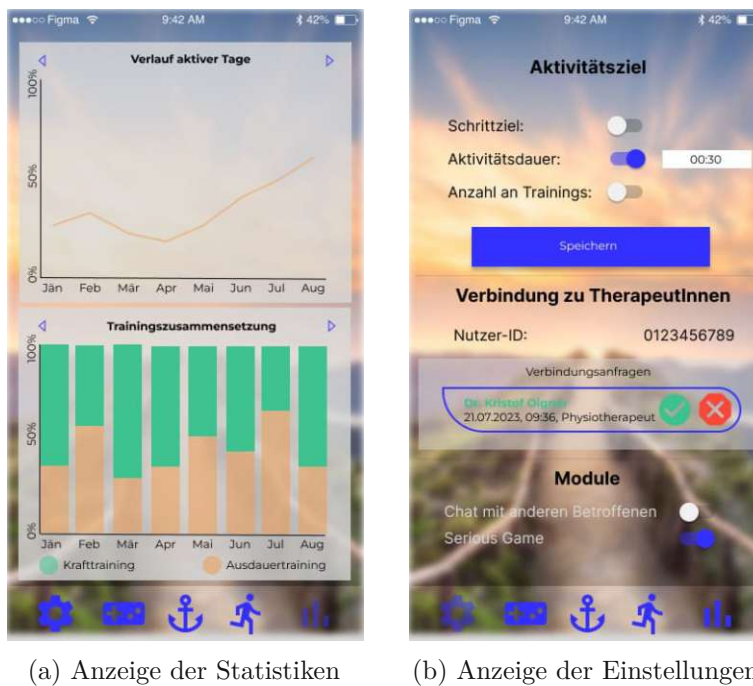 Figma 9:42 AM 42%
Verlauf aktiver Tage
100%
50%
0%
Jän Feb Mär Apr Mai Jun Jul Aug
Trainingszusammensetzung
100%
50%
0%
Jän Feb Mär Apr Mai Jun Jul Aug
Krafttraining Ausdauertraining
(a) Anzeige der Statistiken
Figma 9:42 AM 42%
Aktivitätsziel
Schrittziel:
Aktivitätsdauer: 00:30
Anzahl an Trainings:
Speichern
Verbindung zu TherapeutInnen
Nutzer-ID: 0123456789
Verbindungsanfragen
Dr. Kristof Oigner
21.07.2023, 09:36, Physiotherapeut
Module
Chat mit anderen Betroffenen
Serious Game
(b) Anzeige der Einstellungen